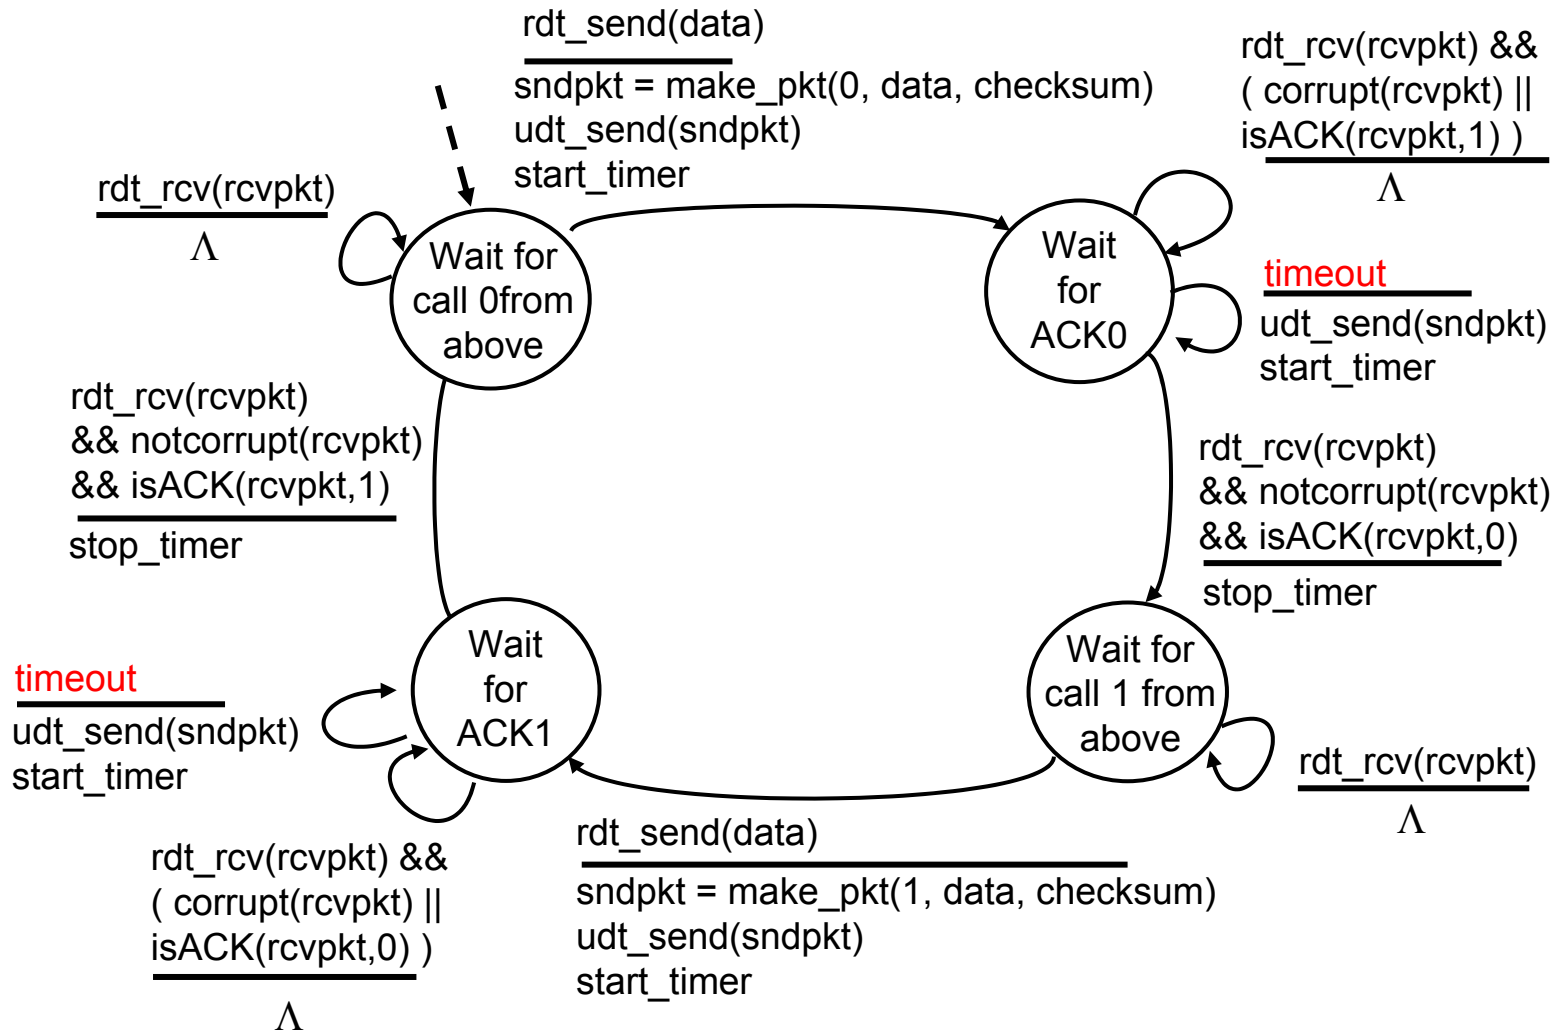 rdt_send(data)
sndpkt = make_pkt(0, data, checksum)
udt_send(sndpkt)
start_timer
rdt_rcv(rcvpkt) &&
( corrupt(rcvpkt) ||
isACK(rcvpkt,1) )
Λ
rdt_rcv(rcvpkt)
Λ
Wait for
call 0from
above
Wait
for
ACK0
timeout
udt_send(sndpkt)
start_timer
rdt_rcv(rcvpkt)
&& notcorrupt(rcvpkt)
&& isACK(rcvpkt,1)
stop_timer
rdt_rcv(rcvpkt)
&& notcorrupt(rcvpkt)
&& isACK(rcvpkt,0)
stop_timer
Wait
for
ACK1
Wait for
call 1 from
above
timeout
udt_send(sndpkt)
start_timer
rdt_rcv(rcvpkt)
Λ
rdt_rcv(rcvpkt) &&
( corrupt(rcvpkt) ||
isACK(rcvpkt,0) )
Λ
rdt_send(data)
sndpkt = make_pkt(1, data, checksum)
udt_send(sndpkt)
start_timer